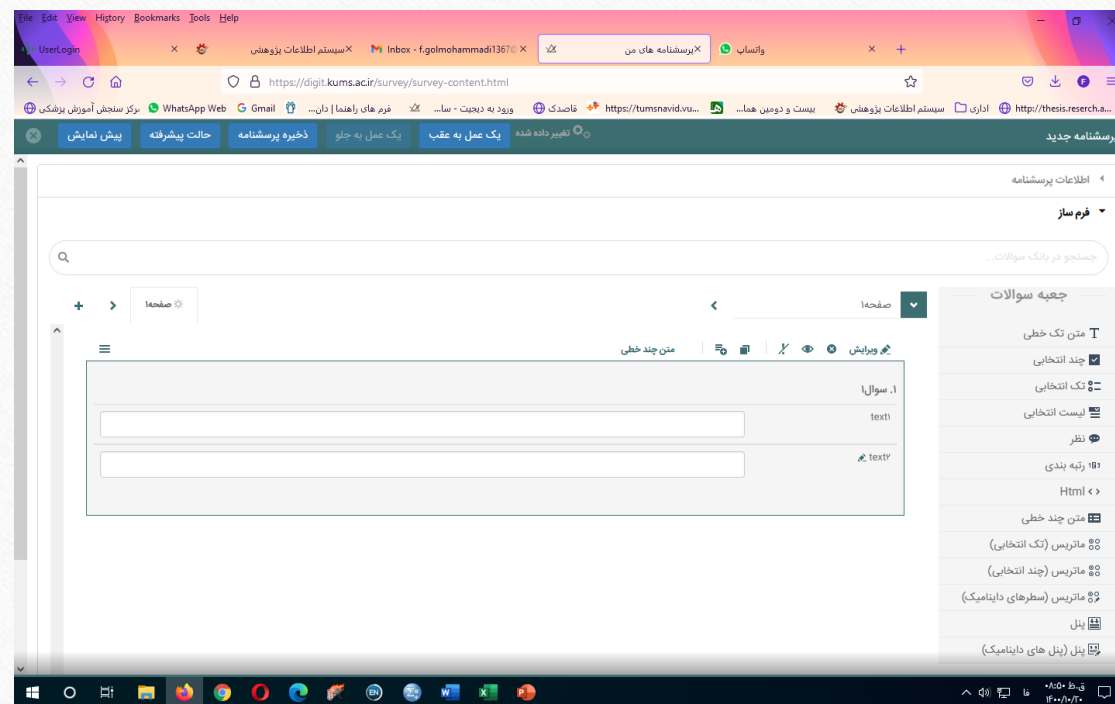 File Edit View History Bookmarks Tools Help
UserLogin
سیستم اطلاعات پژوهشی
Inbox - f.golmohammadi1367@
پرسشنامه های من
واتساپ
https://digit.kums.ac.ir/survey/survey-content.html
مرکز سنجش آموزش پزشکی
WhatsApp Web
Gmail
فرم های راهنما | دان...
ورود به دیجیت - سا...
قاصدک
https://tumsnavid.vu...
بیست و دومین هما...
سیستم اطلاعات پژوهشی
اداری
http://thesis.reserch.a...
پرسشنامه جدید
تغییر داده شده
یک عمل به عقب
یک عمل به جلو
ذخیره پرسشنامه
حالت پیشرفته
پیش نمایش
اطلاعات پرسشنامه
فرم ساز
جستجو در بانک سوالات...
جعبه سوالات
صفحه۱
صفحه۱
متن تک خطی
چند انتخابی
تک انتخابی
لیست انتخابی
نظر
رتبه بندی
Html
متن چند خطی
ماتریس (تک انتخابی)
ماتریس (چند انتخابی)
ماتریس (سطرهای داینامیک)
پنل
پنل (پنل های داینامیک)
ویرایش
متن چند خطی
۱. سوال۱
text۱
text۲
فا
۰۸:۵۰ ق.ظ
۱۴۰۰/۱۰/۲۰